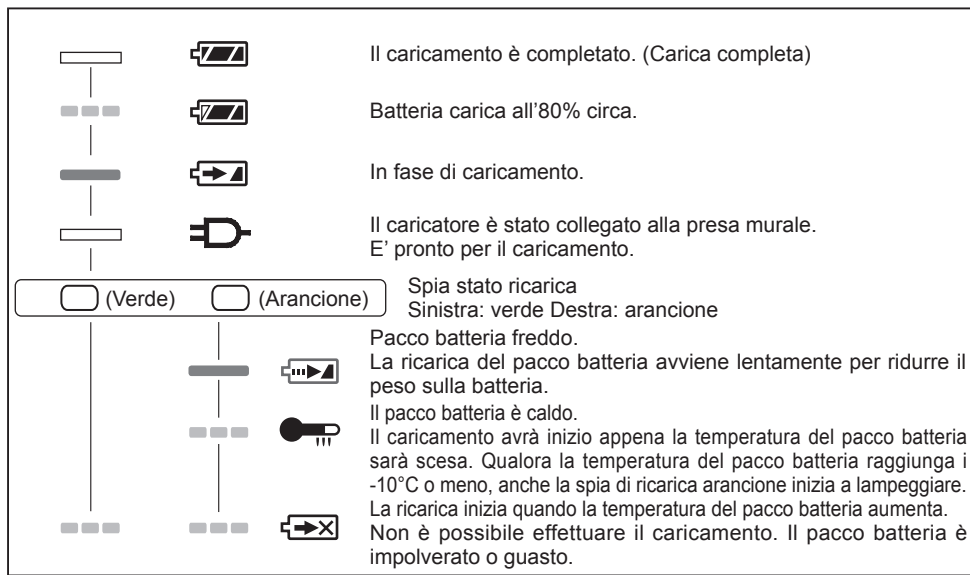 Il caricamento è completato. (Carica completa)
Batteria carica all'80% circa.
In fase di caricamento.
Il caricatore è stato collegato alla presa murale.
E' pronto per il caricamento.
(Verde) (Arancione)
Spia stato ricarica
Sinistra: verde Destra: arancione
Pacco batteria freddo.
La ricarica del pacco batteria avviene lentamente per ridurre il
peso sulla batteria.
Il pacco batteria è caldo.
Il caricamento avrà inizio appena la temperatura del pacco batteria
sarà scesa. Qualora la temperatura del pacco batteria raggiunga i
-10°C o meno, anche la spia di ricarica arancione inizia a lampeggiare.
La ricarica inizia quando la temperatura del pacco batteria aumenta.
Non è possibile effettuare il caricamento. Il pacco batteria è
impolverato o guasto.